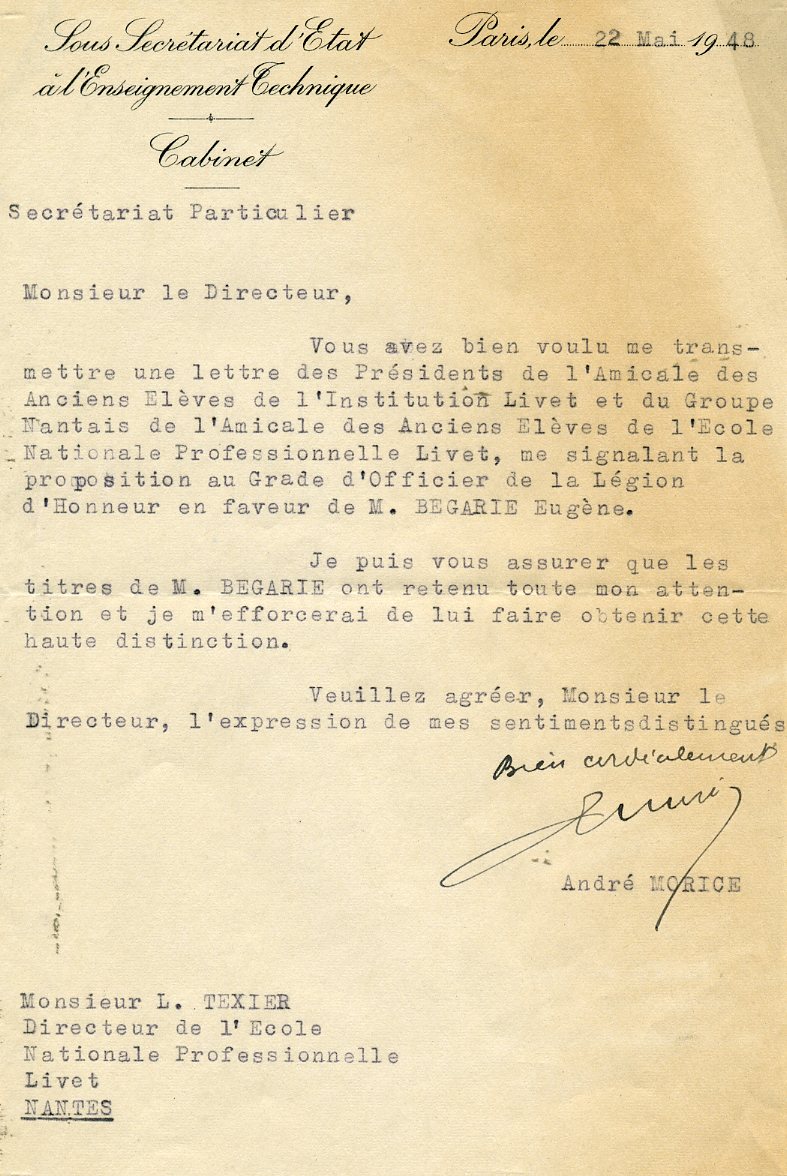 Sous Secrétariat d'Etat
à l'Enseignement Technique
Cabinet
Paris, le 22 Mai 1948
Secrétariat Particulier
Monsieur le Directeur,
Vous avez bien voulu me trans-
mettre une lettre des Présidents de l'Amicale des
Anciens Elèves de l'Institution Livet et du Groupe
Nantais de l'Amicale des Anciens Elèves de l'Ecole
Nationale Professionnelle Livet, me signalant la
proposition au Grade d'Officier de la Légion
d'Honneur en faveur de M. BEGARIE Eugène.
Je puis vous assurer que les
titres de M. BEGARIE ont retenu toute mon atten-
tion et je m'efforcerai de lui faire obtenir cette
haute distinction.
Veuillez agréer, Monsieur le
Directeur, l'expression de mes sentimentsdistingués
Bien cordialement
André MORICE
Monsieur L. TEXIER
Directeur de l'Ecole
Nationale Professionnelle
Livet
NANTES